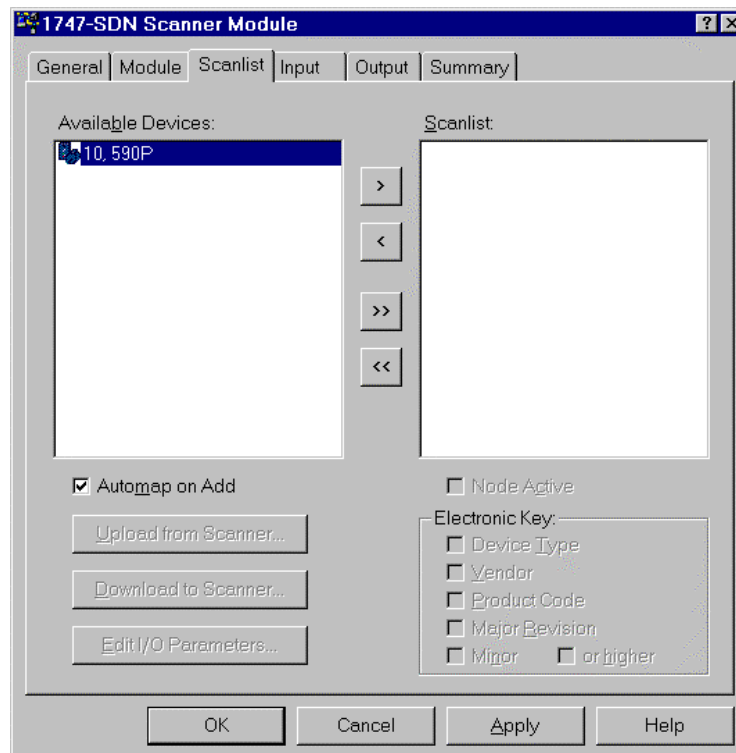 1747-SDN Scanner Module
General Module Scanlist Input Output Summary
Available Devices:
10, 590P
Scanlist:
>
<
>>
<<
Automap on Add
Upload from Scanner...
Download to Scanner...
Edit I/O Parameters...
Node Active
Electronic Key:
Device Type
Vendor
Product Code
Major Revision
Minor or higher
OK Cancel Apply Help